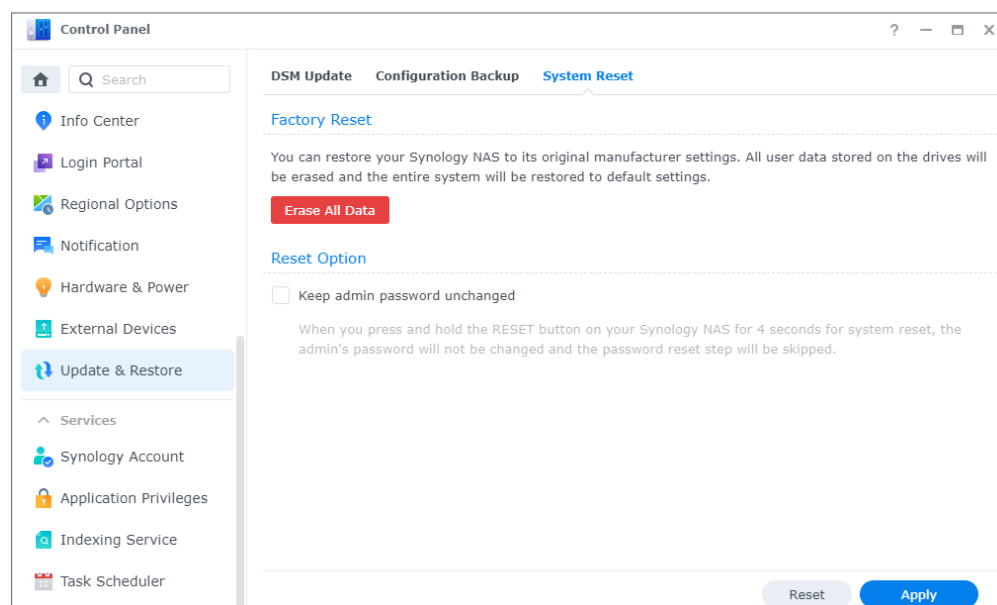 Control Panel
?
Search
Info Center
Login Portal
Regional Options
Notification
Hardware & Power
External Devices
Update & Restore
Services
Synology Account
Application Privileges
Indexing Service
Task Scheduler
DSM Update Configuration Backup System Reset
Factory Reset
You can restore your Synology NAS to its original manufacturer settings. All user data stored on the drives will
be erased and the entire system will be restored to default settings.
Erase All Data
Reset Option
Keep admin password unchanged
When you press and hold the RESET button on your Synology NAS for 4 seconds for system reset, the
admin's password will not be changed and the password reset step will be skipped.
Reset Apply